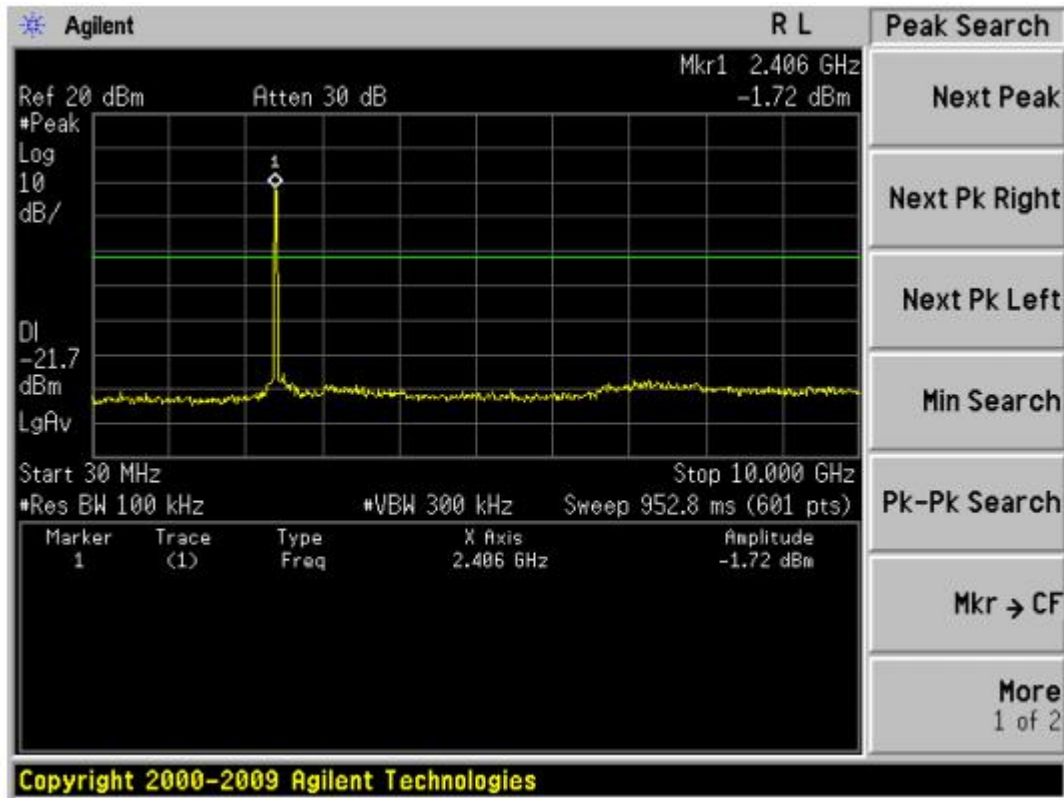 Agilent
R L
Peak Search
Mkr1 2.406 GHz
Ref 20 dBm
Atten 30 dB
-1.72 dBm
#Peak
Log
10
dB/
1
DI
-21.7
dBm
LgAv
Start 30 MHz
Stop 10.000 GHz
#Res BW 100 kHz
#VBW 300 kHz
Sweep 952.8 ms (601 pts)
Marker Trace Type X Axis Amplitude
1 (1) Freq 2.406 GHz -1.72 dBm
Next Peak
Next Pk Right
Next Pk Left
Min Search
Pk-Pk Search
Mkr → CF
More
1 of 2
Copyright 2000-2009 Agilent Technologies